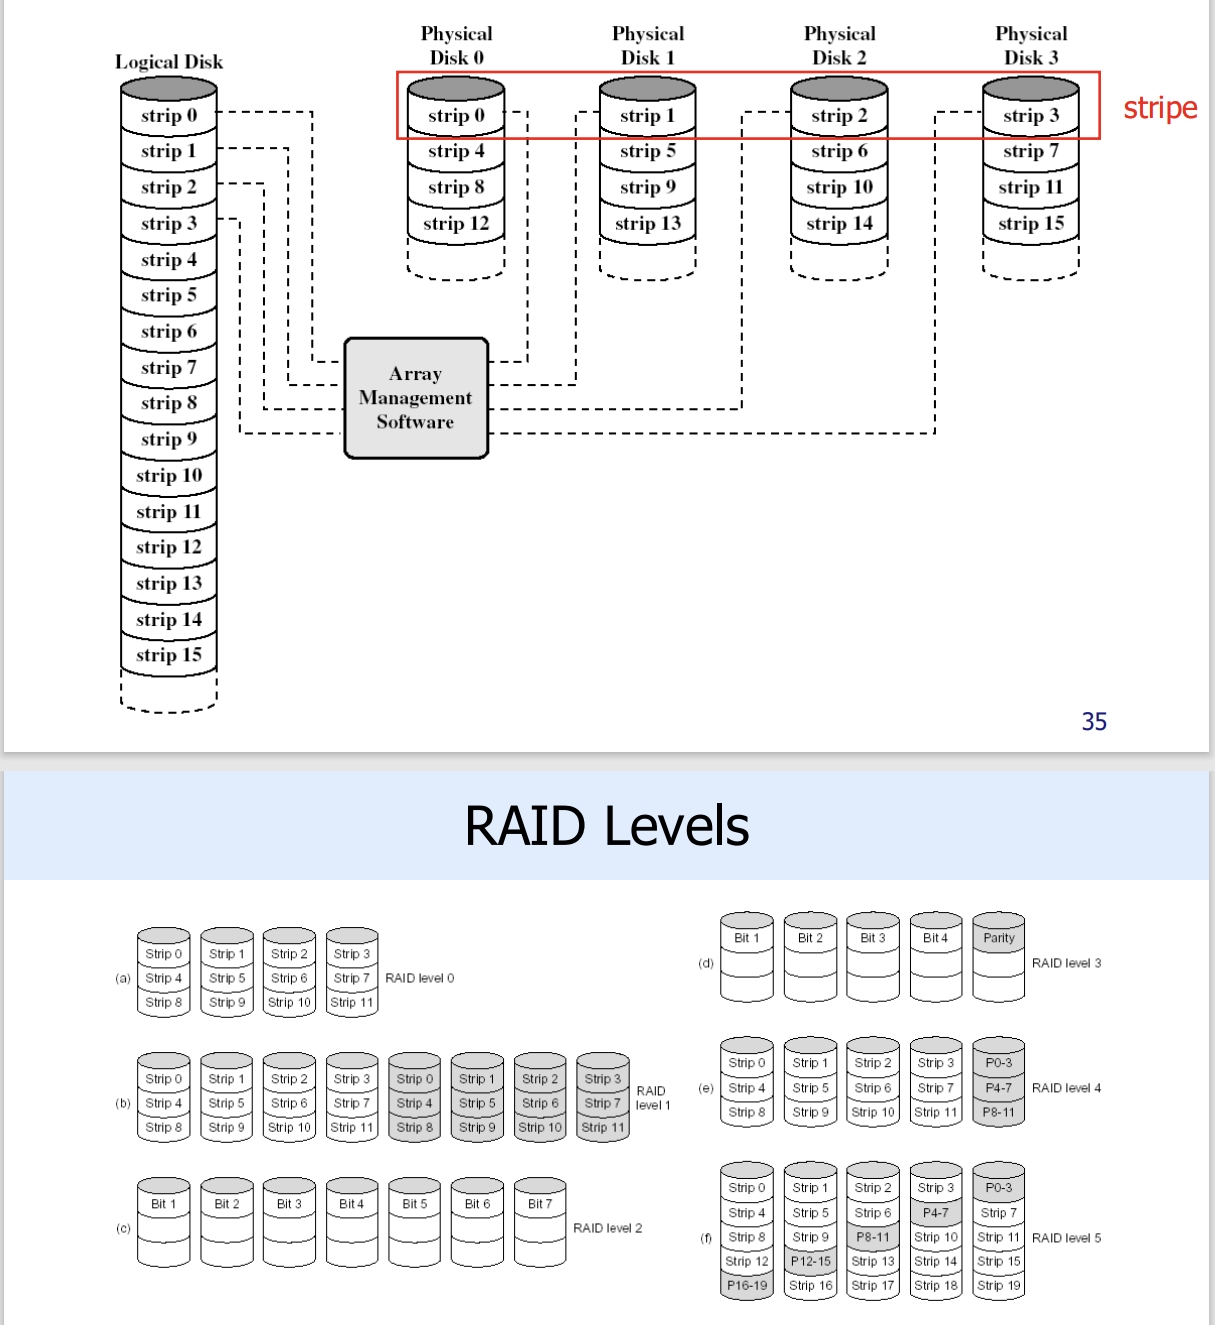 Logical Disk
strip 0
strip 1
strip 2
strip 3
strip 4
strip 5
strip 6
strip 7
strip 8
strip 9
strip 10
strip 11
strip 12
strip 13
strip 14
strip 15
Physical Disk 0
strip 0
strip 4
strip 8
strip 12
Physical Disk 1
strip 1
strip 5
strip 9
strip 13
Physical Disk 2
strip 2
strip 6
strip 10
strip 14
Physical Disk 3
strip 3
strip 7
strip 11
strip 15
stripe
Array
Management
Software
35
RAID Levels
(a)
Strip 0 Strip 1 Strip 2 Strip 3
Strip 4 Strip 5 Strip 6 Strip 7
Strip 8 Strip 9 Strip 10 Strip 11
RAID level 0
(b)
Strip 0 Strip 1 Strip 2 Strip 3 Strip 0 Strip 1 Strip 2 Strip 3
Strip 4 Strip 5 Strip 6 Strip 7 Strip 4 Strip 5 Strip 6 Strip 7
Strip 8 Strip 9 Strip 10 Strip 11 Strip 8 Strip 9 Strip 10 Strip 11
RAID
level 1
(c)
Bit 1 Bit 2 Bit 3 Bit 4 Bit 5 Bit 6 Bit 7
RAID level 2
(d)
Bit 1 Bit 2 Bit 3 Bit 4 Parity
RAID level 3
(e)
Strip 0 Strip 1 Strip 2 Strip 3 P0-3
Strip 4 Strip 5 Strip 6 Strip 7 P4-7
Strip 8 Strip 9 Strip 10 Strip 11 P8-11
RAID level 4
(f)
Strip 0 Strip 1 Strip 2 Strip 3 P0-3
Strip 4 Strip 5 Strip 6 P4-7 Strip 7
Strip 8 Strip 9 P8-11 Strip 10 Strip 11
Strip 12 P12-15 Strip 13 Strip 14 Strip 15
P16-19 Strip 16 Strip 17 Strip 18 Strip 19
RAID level 5